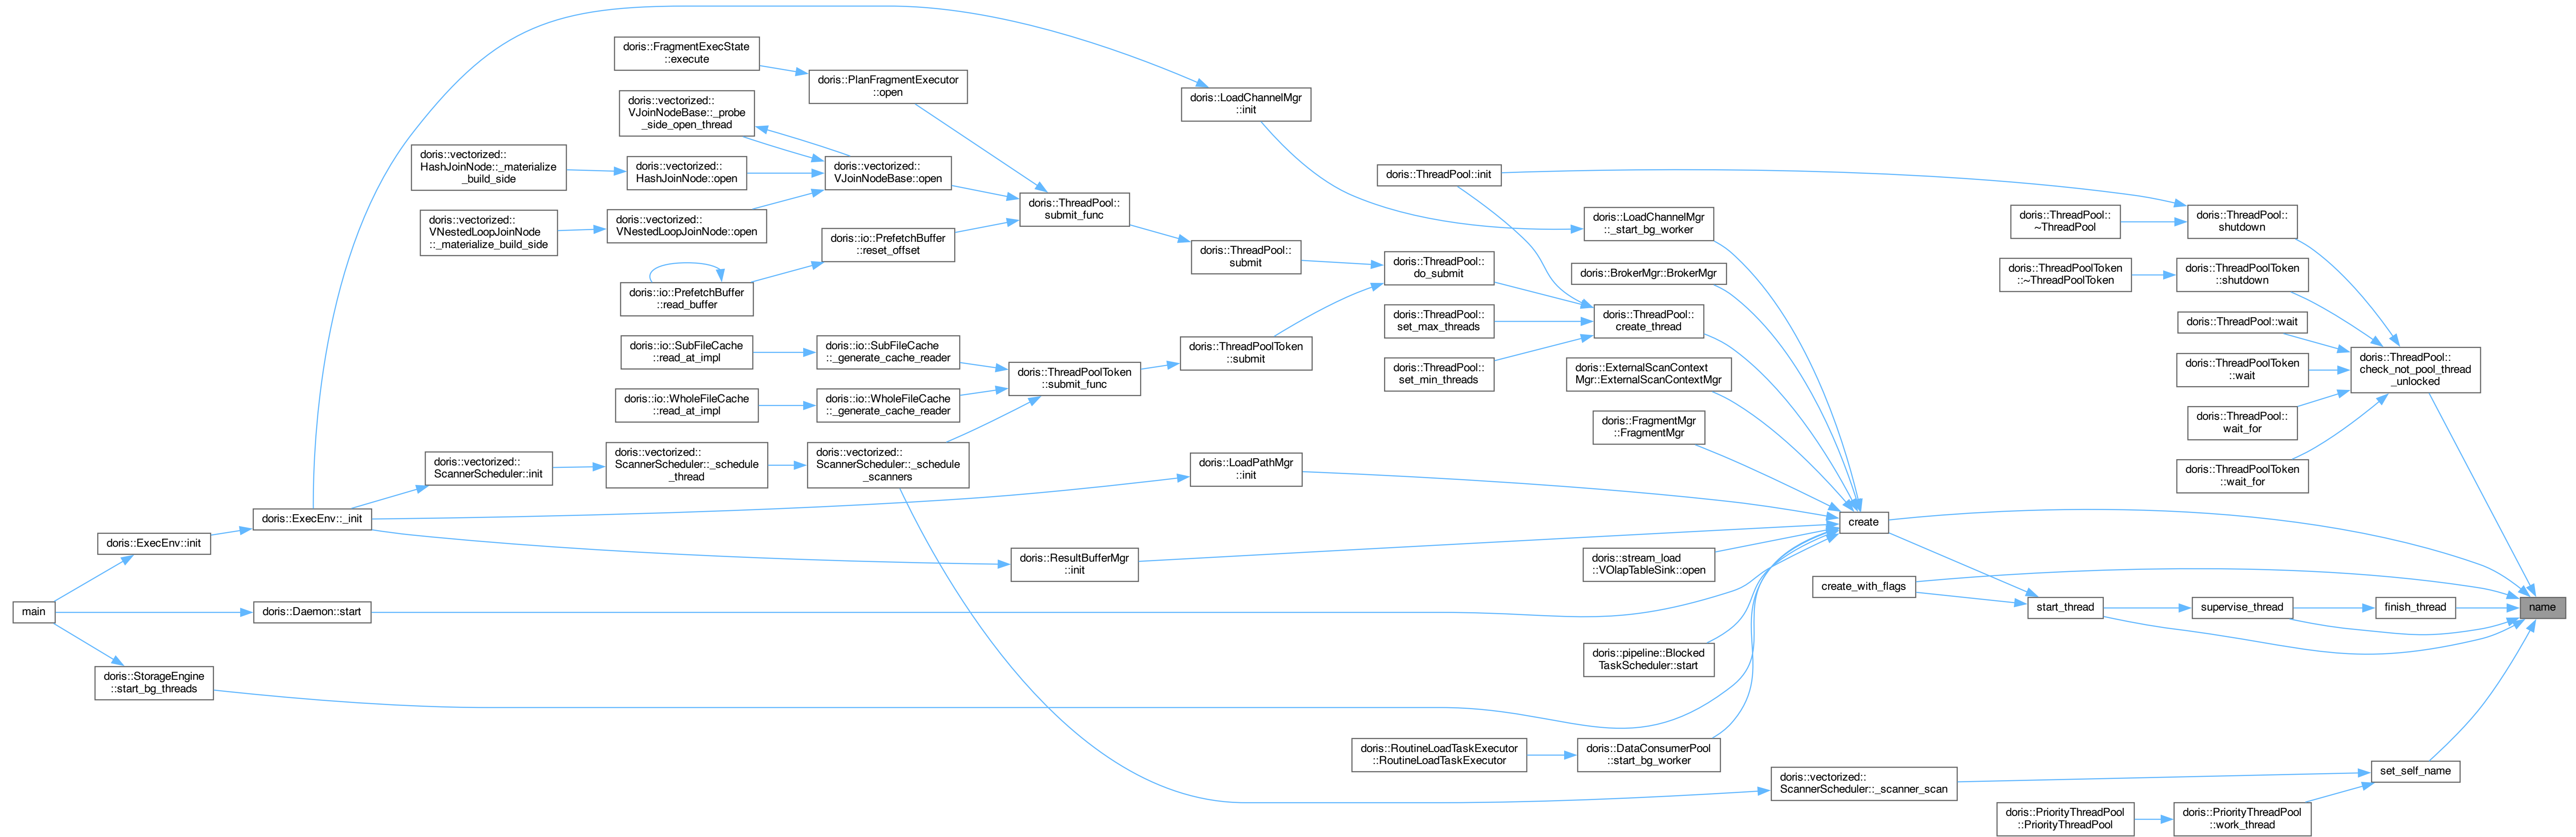 main
doris::ExecEnv::init
doris::Daemon::start
doris::StorageEngine
::start_bg_threads
doris::ExecEnv::_init
doris::vectorized::
HashJoinNode::_materialize
_build_side
doris::vectorized::
VNestedLoopJoinNode
::_materialize_build_side
doris::vectorized::
ScannerScheduler::init
doris::FragmentExecState
::execute
doris::vectorized::
VJoinNodeBase::_probe
_side_open_thread
doris::vectorized::
HashJoinNode::open
doris::vectorized::
VNestedLoopJoinNode::open
doris::io::PrefetchBuffer
::read_buffer
doris::io::SubFileCache
::read_at_impl
doris::io::WholeFileCache
::read_at_impl
doris::vectorized::
ScannerScheduler::_schedule
_thread
doris::PlanFragmentExecutor
::open
doris::vectorized::
VJoinNodeBase::open
doris::io::PrefetchBuffer
::reset_offset
doris::io::SubFileCache
::_generate_cache_reader
doris::io::WholeFileCache
::_generate_cache_reader
doris::vectorized::
ScannerScheduler::_schedule
_scanners
doris::ThreadPool::
submit_func
doris::ThreadPoolToken
::submit_func
doris::ResultBufferMgr
::init
doris::LoadChannelMgr
::init
doris::ThreadPool::
submit
doris::ThreadPoolToken
::submit
doris::LoadPathMgr
::init
doris::ThreadPool::init
doris::ThreadPool::
do_submit
doris::ThreadPool::
set_max_threads
doris::ThreadPool::
set_min_threads
doris::RoutineLoadTaskExecutor
::RoutineLoadTaskExecutor
doris::LoadChannelMgr
::_start_bg_worker
doris::BrokerMgr::BrokerMgr
doris::ThreadPool::
create_thread
doris::ExternalScanContext
Mgr::ExternalScanContextMgr
doris::FragmentMgr
::FragmentMgr
doris::stream_load
::VOlapTableSink::open
doris::pipeline::Blocked
TaskScheduler::start
doris::DataConsumerPool
::start_bg_worker
create
create_with_flags
doris::vectorized::
ScannerScheduler::_scanner_scan
doris::ThreadPool::
~ThreadPool
doris::ThreadPoolToken
::~ThreadPoolToken
start_thread
doris::PriorityThreadPool
::PriorityThreadPool
doris::ThreadPool::
shutdown
doris::ThreadPoolToken
::shutdown
doris::ThreadPool::wait
doris::ThreadPoolToken
::wait
doris::ThreadPool::
wait_for
doris::ThreadPoolToken
::wait_for
supervise_thread
doris::PriorityThreadPool
::work_thread
doris::ThreadPool::
check_not_pool_thread
_unlocked
finish_thread
set_self_name
name